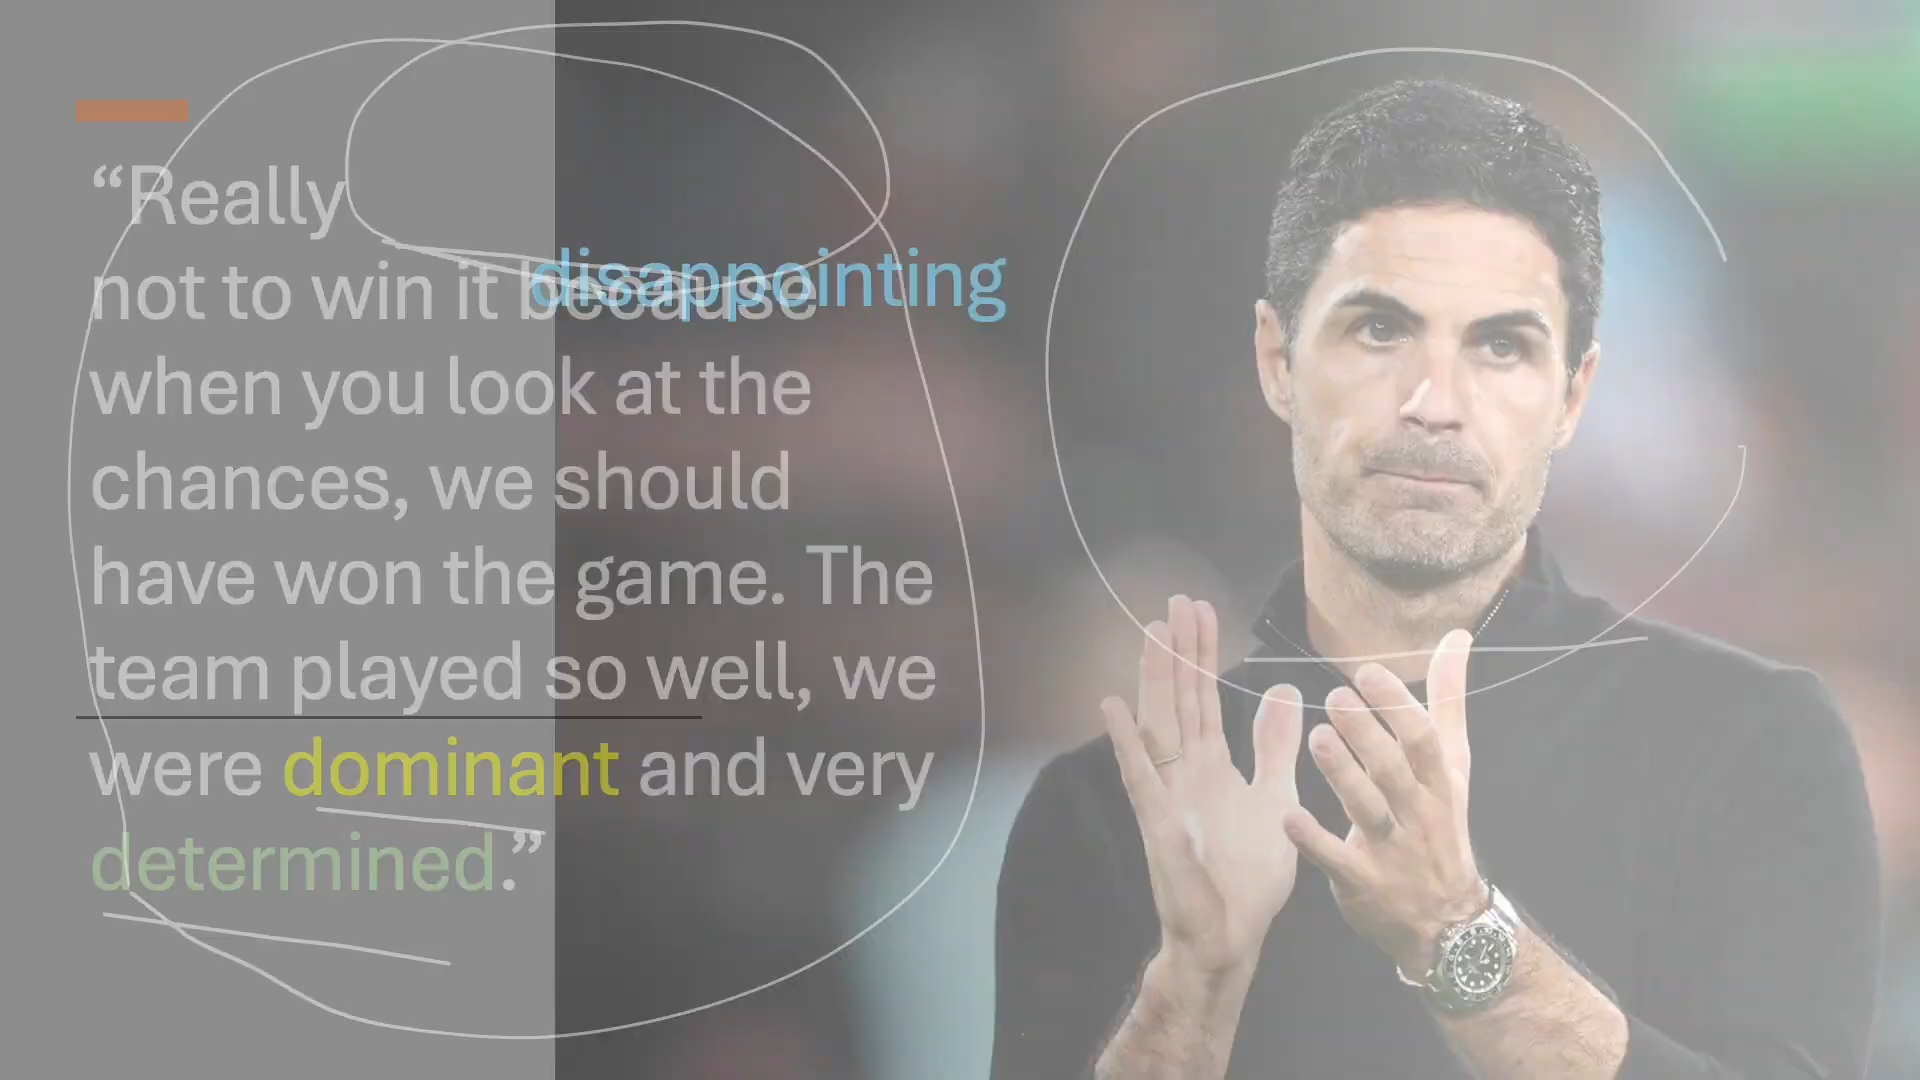 “Really
disappointing
not to win it because
when you look at the
chances, we should
have won the game. The
team played so well, we
were dominant and very
determined.”